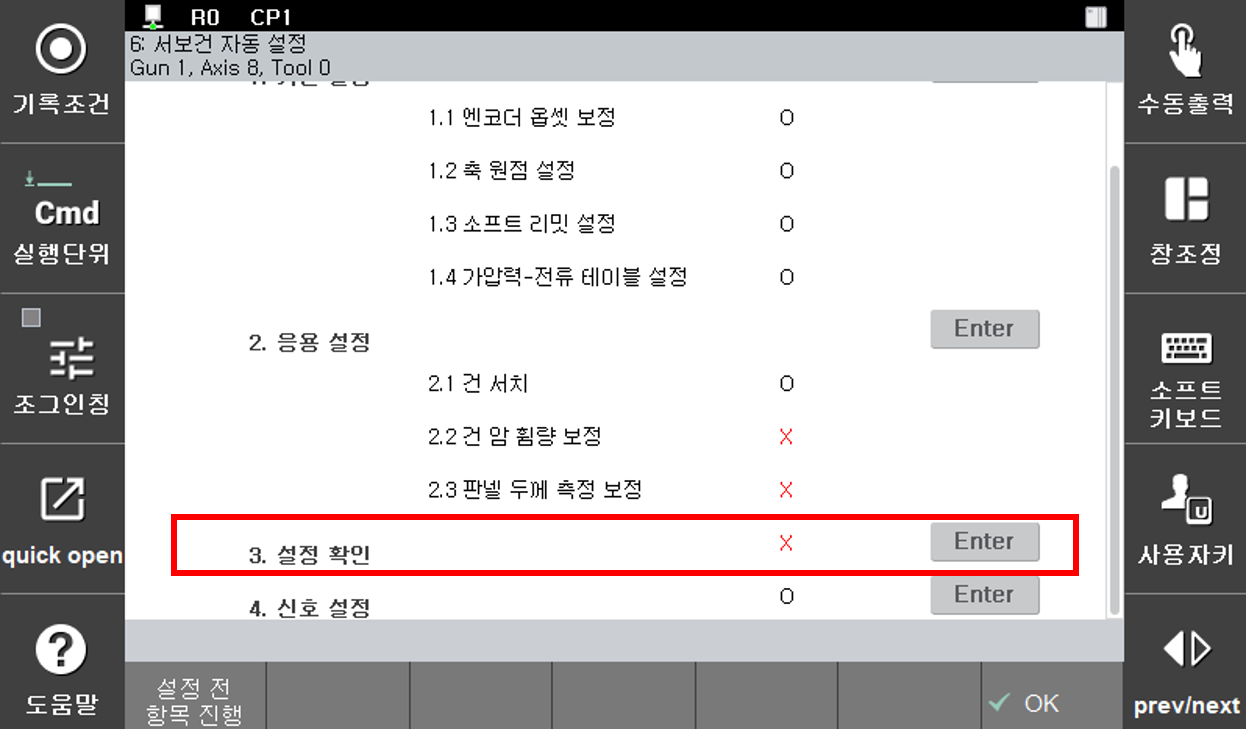 R0 CP1
6: 서보건 자동 설정
Gun 1, Axis 8, Tool 0
기록조건
Cmd
실행단위
조그인칭
quick open
도움말
1.1 엔코더 옵셋 보정 O
1.2 축 원점 설정 O
1.3 소프트 리밋 설정 O
1.4 가압력-전류 테이블 설정 O
2. 응용 설정 Enter
2.1 건 서치 O
2.2 건 암 휨량 보정 X
2.3 판넬 두께 측정 보정 X
3. 설정 확인 X Enter
4. 신호 설정 O Enter
설정 전
항목 진행
OK
수동출력
창조정
소프트
키보드
U
사용자키
prev/next